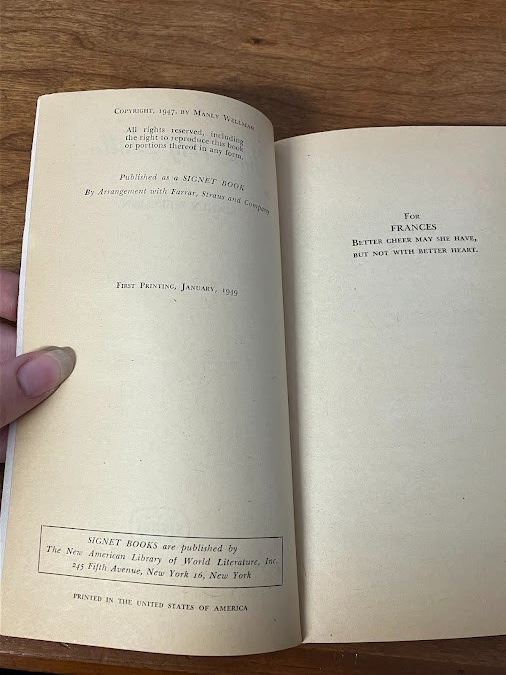 COPYRIGHT, 1947, BY MANLY WELLMAN
All rights reserved, including
the right to reproduce this book
or portions thereof in any form.
Published as a SIGNET BOOK
By Arrangement with Farrar, Straus and Company
FIRST PRINTING, JANUARY, 1949
SIGNET BOOKS are published by
The New American Library of World Literature, Inc.
245 Fifth Avenue, New York 16, New York
PRINTED IN THE UNITED STATES OF AMERICA
FOR
FRANCES
BETTER CHEER MAY SHE HAVE,
BUT NOT WITH BETTER HEART.